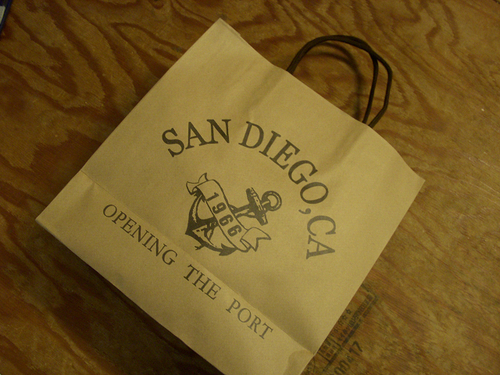 SAN DIEGO, CA
1966
OPENING THE PORT